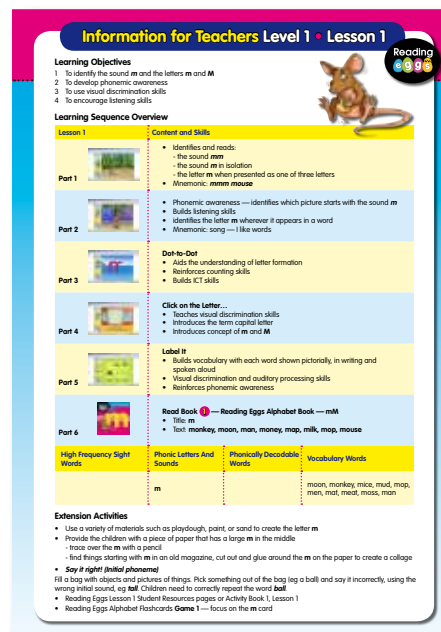 Information for Teachers Level 1 • Lesson 1
Reading
eggs
Learning Objectives
1 To identify the sound m and the letters m and M
2 To develop phonemic awareness
3 To use visual discrimination skills
4 To encourage listening skills
Learning Sequence Overview
Lesson 1
Content and Skills
Part 1
• Identifies and reads:
- the sound mm
- the sound m in isolation
- the letter m when presented as one of three letters
• Mnemonic: mmm mouse
Part 2
• Phonemic awareness — identifies which picture starts with the sound m
• Builds listening skills
• identifies the letter m wherever it appears in a word
• Mnemonic: song — I like words
Part 3
Dot-to-Dot
• Aids the understanding of letter formation
• Reinforces counting skills
• Builds ICT skills
Part 4
Click on the Letter...
• Teaches visual discrimination skills
• Introduces the term capital letter
• Introduces concept of m and M
Part 5
Label It
• Builds vocabulary with each word shown pictorially, in writing and
spoken aloud
• Visual discrimination and auditory processing skills
• Reinforces phonemic awareness
m
Part 6
Read Book 1 — Reading Eggs Alphabet Book — mM
• Title: m
• Text: monkey, moon, man, money, map, milk, mop, mouse
High Frequency Sight
Words
Phonic Letters And
Sounds
Phonically Decodable
Words
Vocabulary Words
m
moon, monkey, mice, mud, mop,
men, mat, meat, moss, man
Extension Activities
• Use a variety of materials such as playdough, paint, or sand to create the letter m
• Provide the children with a piece of paper that has a large m in the middle
- trace over the m with a pencil
- find things starting with m in an old magazine, cut out and glue around the m on the paper to create a collage
• Say it right! (Initial phoneme)
Fill a bag with objects and pictures of things. Pick something out of the bag (eg a ball) and say it incorrectly, using the
wrong initial sound, eg tall. Children need to correctly repeat the word ball.
• Reading Eggs Lesson 1 Student Resources pages or Activity Book 1, Lesson 1
• Reading Eggs Alphabet Flashcards Game 1 — focus on the m card